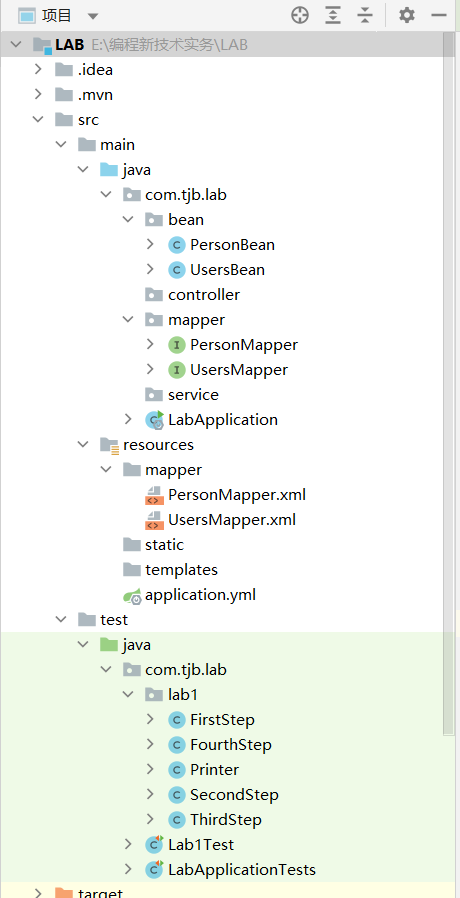 项目
LAB E:\编程新技术实务\LAB
.idea
.mvn
src
main
java
com.tjb.lab
bean
C PersonBean
C UsersBean
controller
mapper
I PersonMapper
I UsersMapper
service
LabApplication
resources
mapper
PersonMapper.xml
UsersMapper.xml
static
templates
application.yml
test
java
com.tjb.lab
lab1
C FirstStep
C FourthStep
C Printer
C SecondStep
C ThirdStep
C Lab1Test
C LabApplicationTests
target